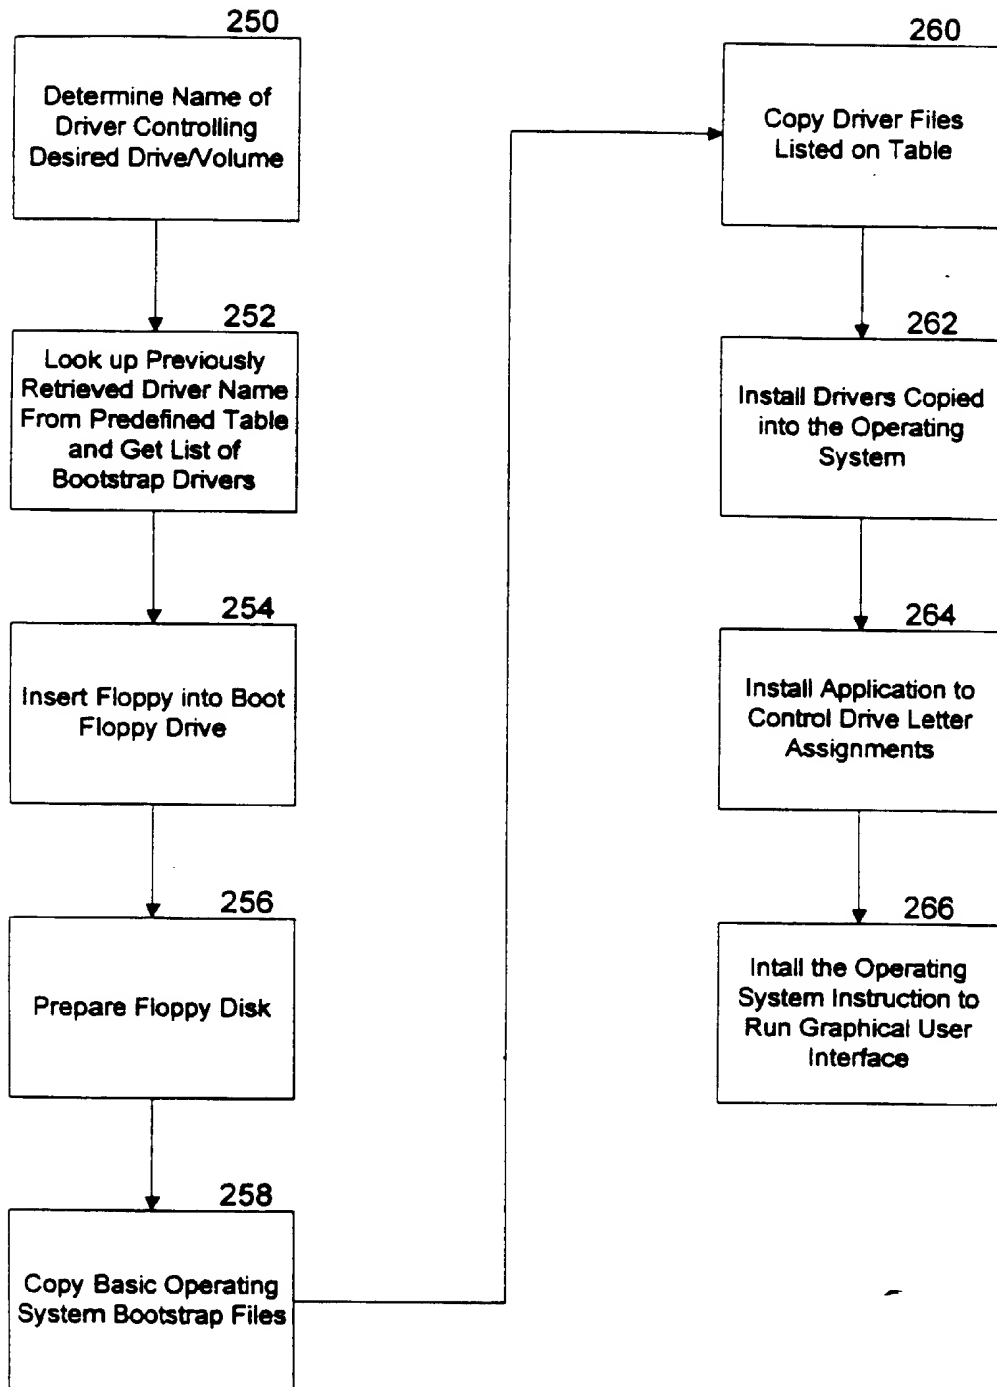 250
Determine Name of
Driver Controlling
Desired Drive/Volume
252
Look up Previously
Retrieved Driver Name
From Predefined Table
and Get List of
Bootstrap Drivers
254
Insert Floppy into Boot
Floppy Drive
256
Prepare Floppy Disk
258
Copy Basic Operating
System Bootstrap Files
260
Copy Driver Files
Listed on Table
262
Install Drivers Copied
into the Operating
System
264
Install Application to
Control Drive Letter
Assignments
266
Intall the Operating
System Instruction to
Run Graphical User
Interface